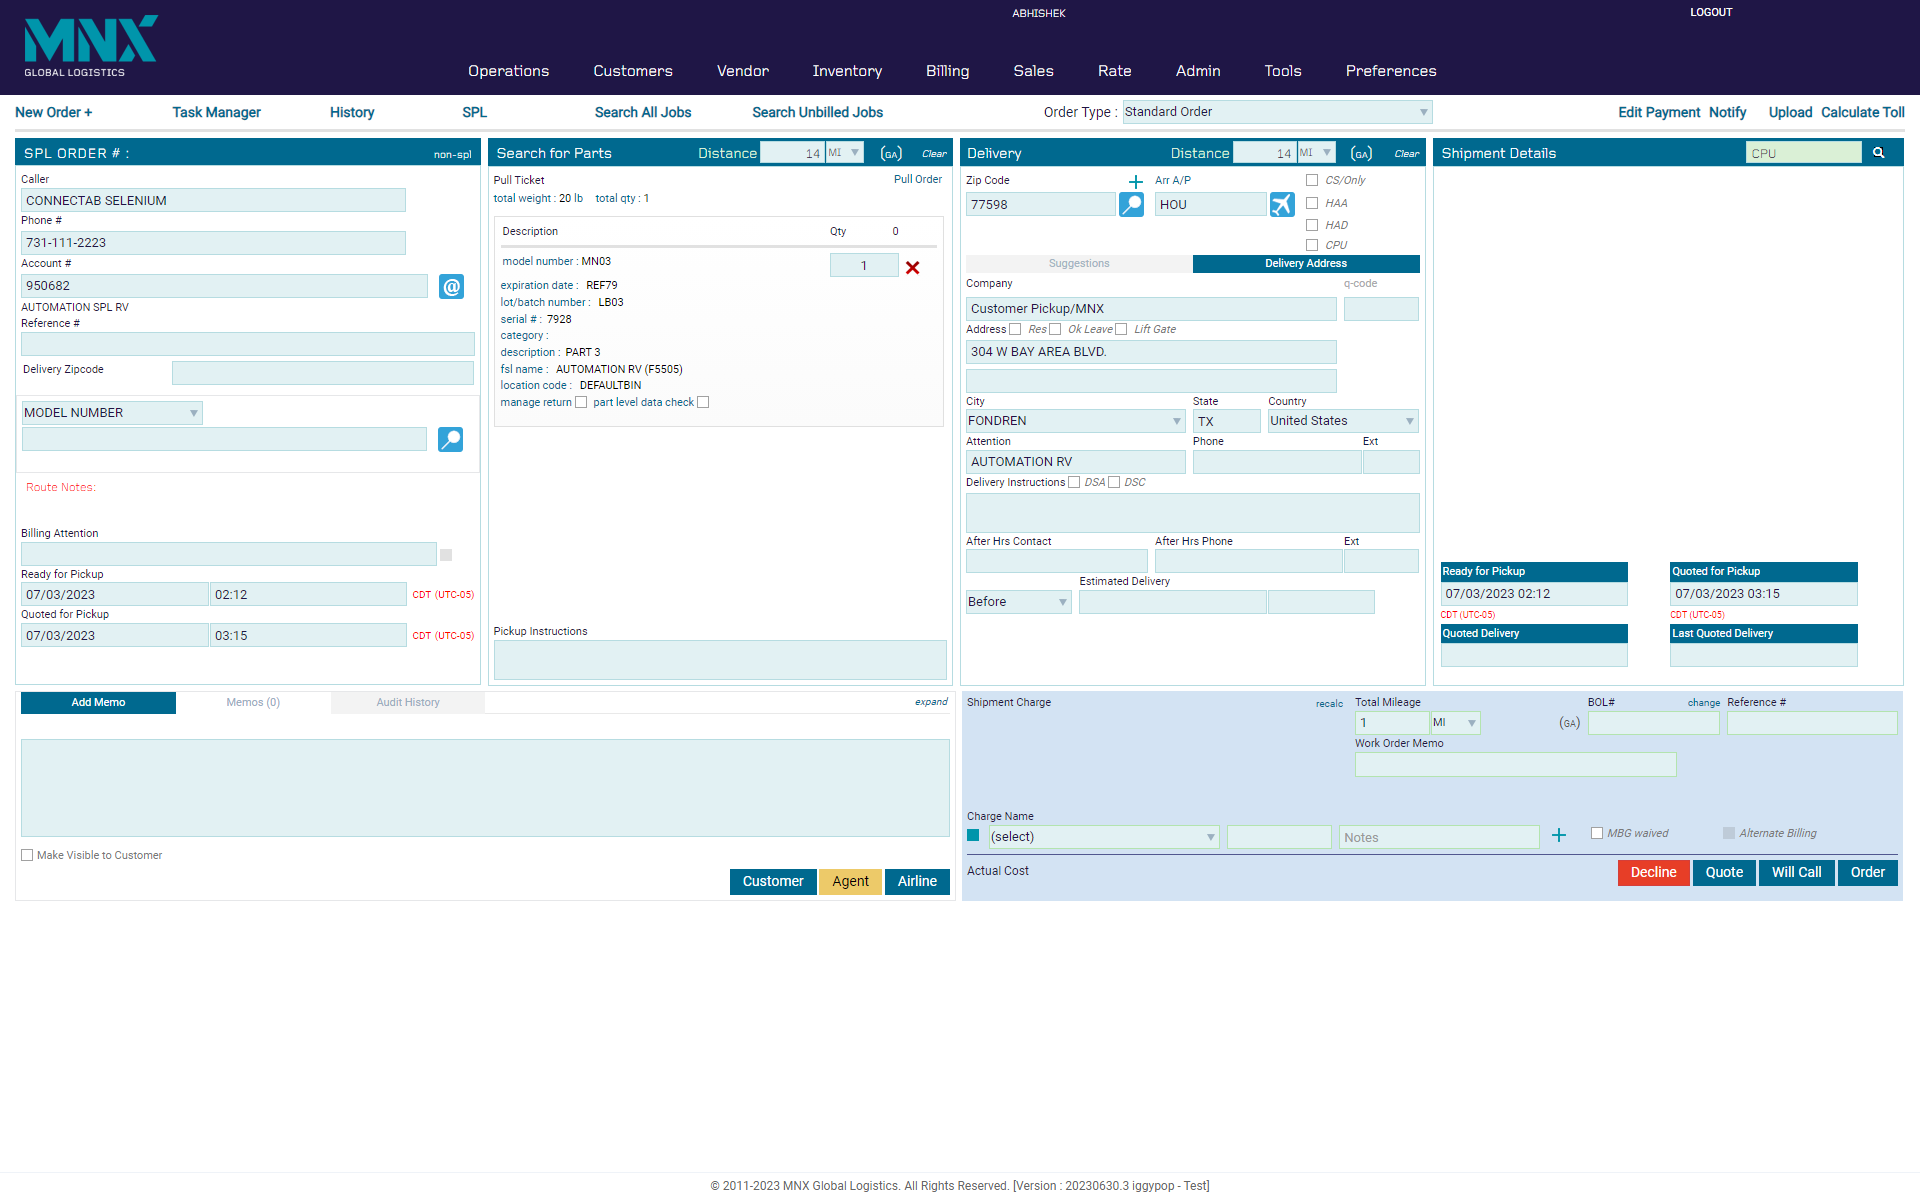 MNX
GLOBAL LOGISTICS
ABHISHEK
LOGOUT
Operations Customers Vendor Inventory Billing Sales Rate Admin Tools Preferences
New Order + Task Manager History SPL Search All Jobs Search Unbilled Jobs Order Type : Standard Order Edit Payment Notify Upload Calculate Toll
SPL ORDER # : non-spl
Caller
CONNECTAB SELENIUM
Phone #
731-111-2223
Account #
950682 @
AUTOMATION SPL RV
Reference #
Delivery Zipcode
MODEL NUMBER
Route Notes:
Billing Attention
Ready for Pickup
07/03/2023 02:12 CDT (UTC-05)
Quoted for Pickup
07/03/2023 03:15 CDT (UTC-05)
Search for Parts Distance 14 MI (GA) Clear
Pull Ticket Pull Order
total weight : 20 lb total qty : 1
Description Qty 0
model number : MN03 1
expiration date : REF79
lot/batch number : LB03
serial # : 7928
category :
description : PART 3
fsl name : AUTOMATION RV (F5505)
location code : DEFAULTBIN
manage return part level data check
Pickup Instructions
Delivery Distance 14 MI (GA) Clear
Zip Code + Arr A/P CS/Only
77598 HOU HAA
HAD
CPU
Suggestions Delivery Address
Company q-code
Customer Pickup/MNX
Address Res Ok Leave Lift Gate
304 W BAY AREA BLVD.
City State Country
FONDREN TX United States
Attention Phone Ext
AUTOMATION RV
Delivery Instructions DSA DSC
After Hrs Contact After Hrs Phone Ext
Estimated Delivery
Before
Shipment Details CPU
Ready for Pickup Quoted for Pickup
07/03/2023 02:12 07/03/2023 03:15
CDT (UTC-05) CDT (UTC-05)
Quoted Delivery Last Quoted Delivery
Add Memo Memos (0) Audit History expand
Make Visible to Customer
Customer Agent Airline
Shipment Charge recalc Total Mileage BOL# change Reference #
1 MI (GA)
Work Order Memo
Charge Name
(select) Notes + MBG waived Alternate Billing
Actual Cost Decline Quote Will Call Order
© 2011-2023 MNX Global Logistics. All Rights Reserved. [Version : 20230630.3 iggypop - Test]